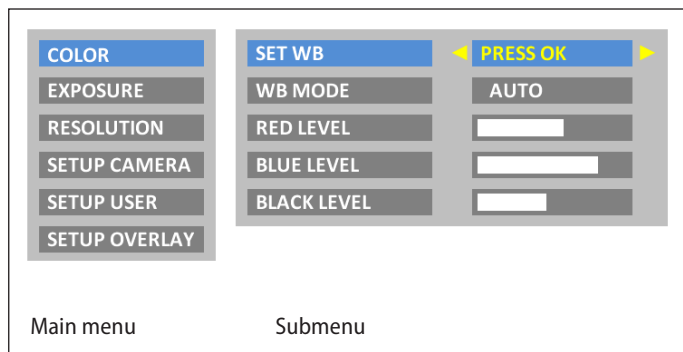 COLOR
EXPOSURE
RESOLUTION
SETUP CAMERA
SETUP USER
SETUP OVERLAY
SET WB PRESS OK
WB MODE AUTO
RED LEVEL
BLUE LEVEL
BLACK LEVEL
Main menu
Submenu